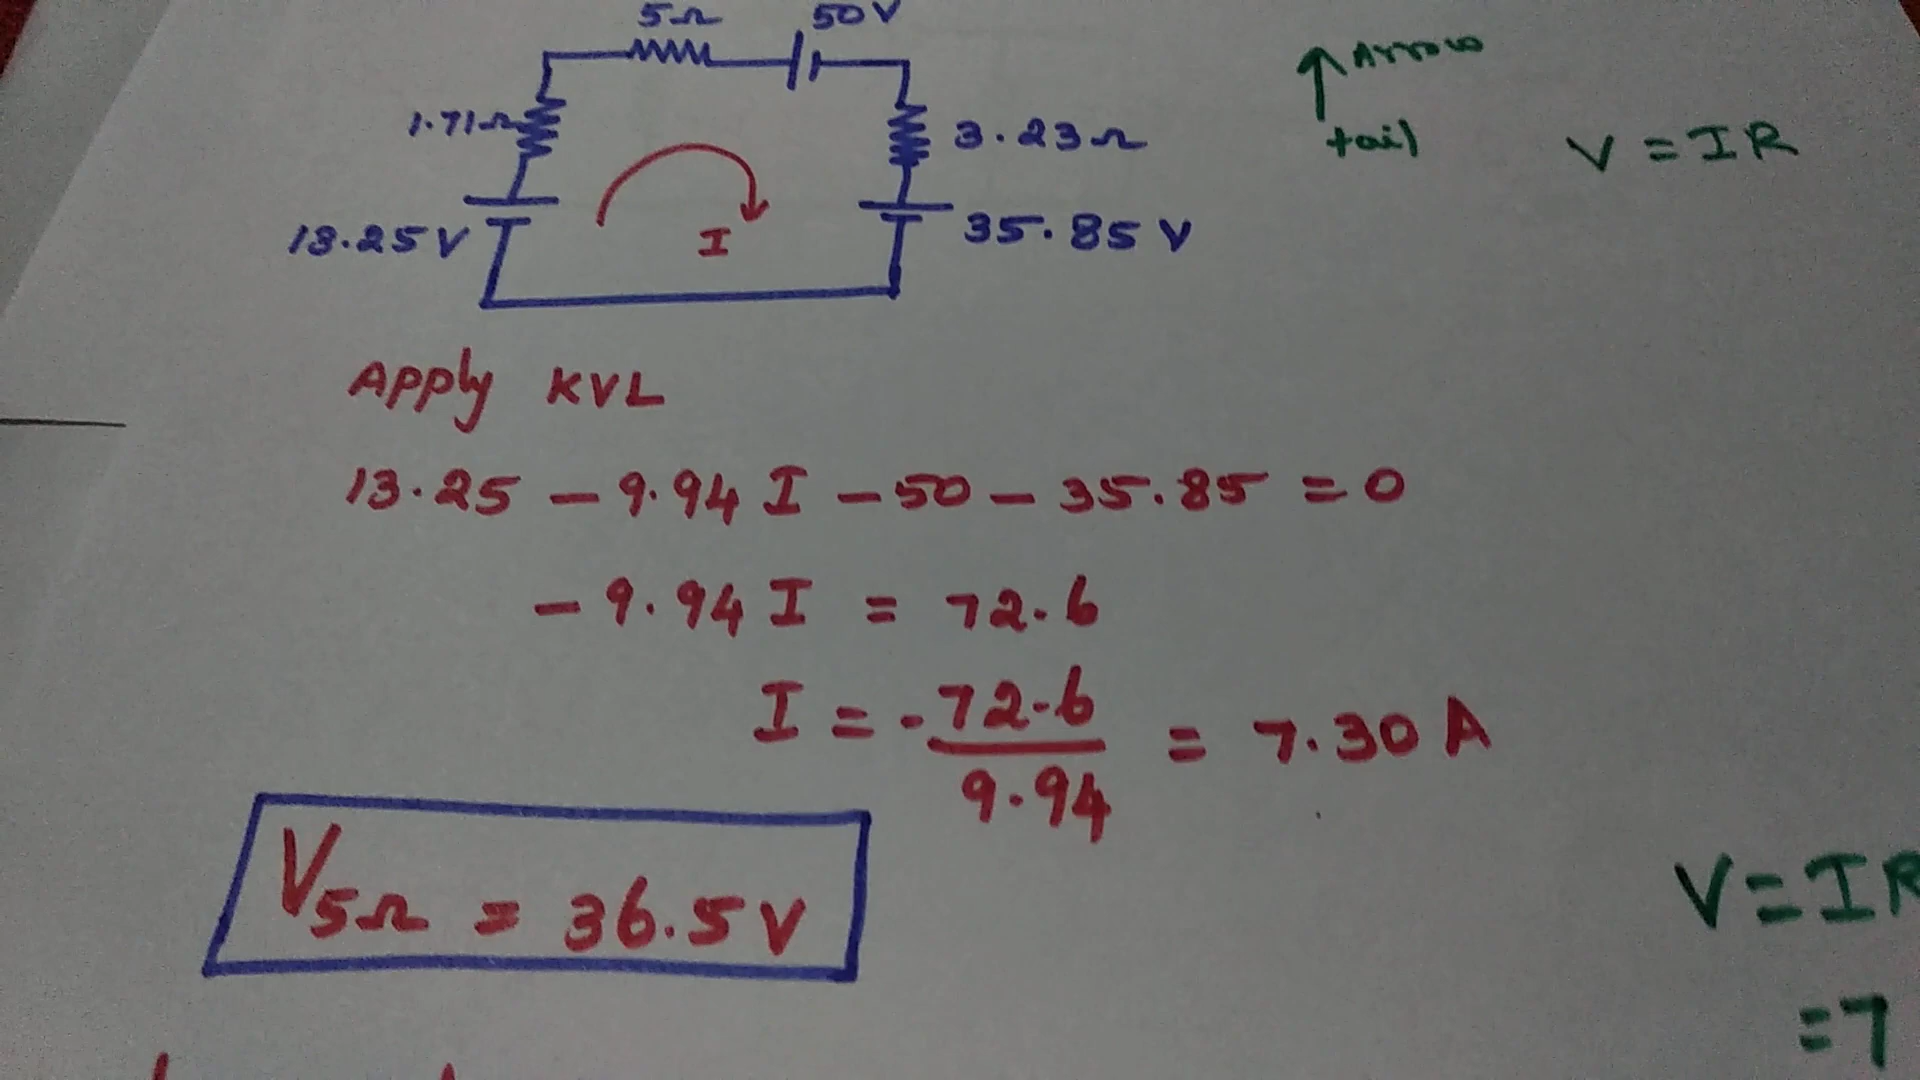 5Ω 50V
↑ Arrow
1.71Ω 3.23Ω tail V = IR
13.25V I 35.85 V
Apply KVL
13.25 – 9.94 I – 50 – 35.85 = 0
– 9.94 I = 72.6
I = -72.6/9.94 = 7.30 A
V5Ω = 36.5 V
V = IR
= 7